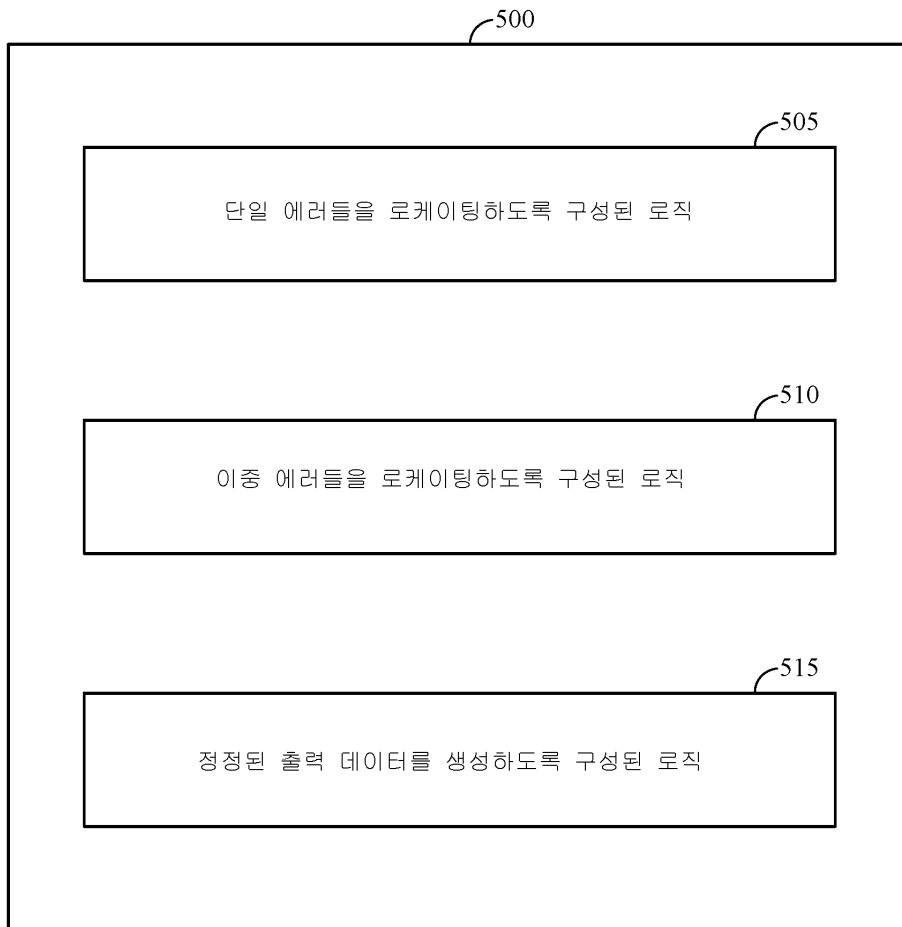 500
505
단일 에러들을 로케이팅하도록 구성된 로직
510
이중 에러들을 로케이팅하도록 구성된 로직
515
정정된 출력 데이터를 생성하도록 구성된 로직